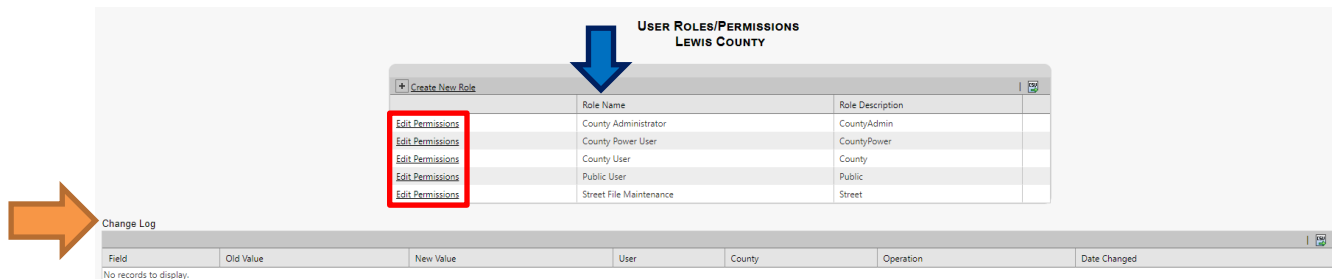 USER ROLES/PERMISSIONS
LEWIS COUNTY
+ Create New Role | CSV
Role Name Role Description
Edit Permissions County Administrator CountyAdmin
Edit Permissions County Power User CountyPower
Edit Permissions County User County
Edit Permissions Public User Public
Edit Permissions Street File Maintenance Street
Change Log
| CSV
Field Old Value New Value User County Operation Date Changed
No records to display.